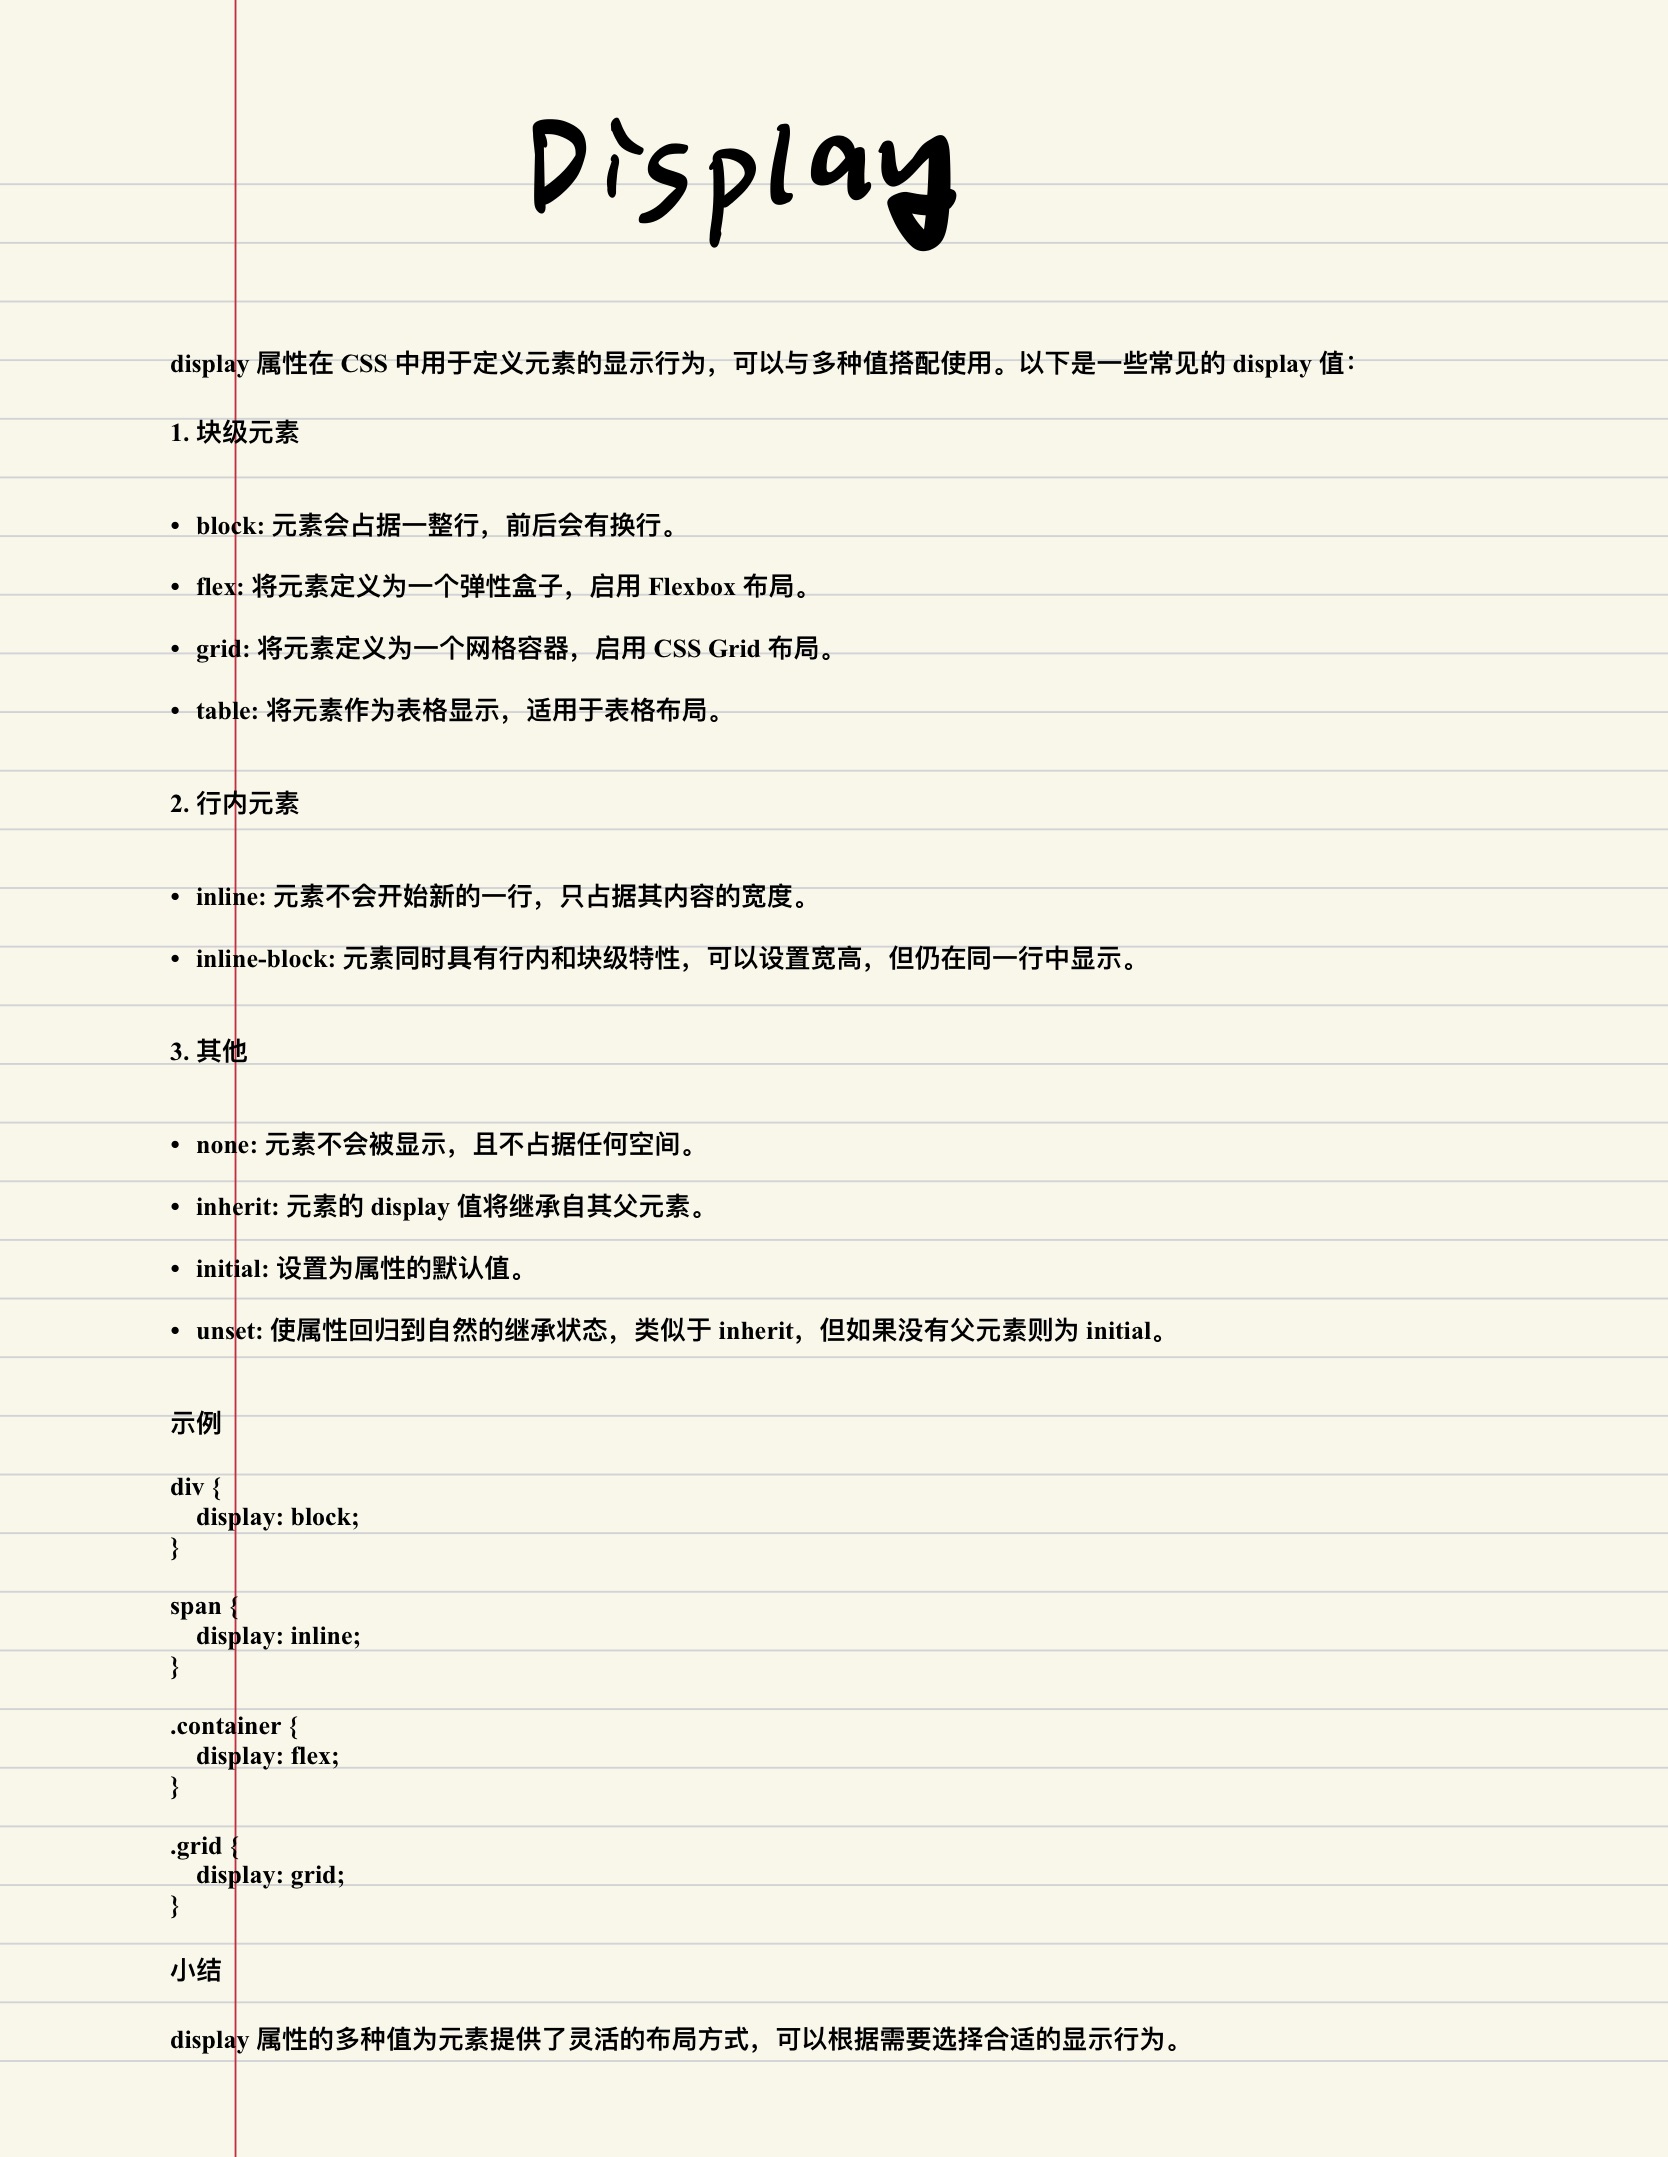 Display
display 属性在 CSS 中用于定义元素的显示行为，可以与多种值搭配使用。以下是一些常见的 display 值：
1. 块级元素
• block: 元素会占据一整行，前后会有换行。
• flex: 将元素定义为一个弹性盒子，启用 Flexbox 布局。
• grid: 将元素定义为一个网格容器，启用 CSS Grid 布局。
• table: 将元素作为表格显示，适用于表格布局。
2. 行内元素
• inline: 元素不会开始新的一行，只占据其内容的宽度。
• inline-block: 元素同时具有行内和块级特性，可以设置宽高，但仍在同一行中显示。
3. 其他
• none: 元素不会被显示，且不占据任何空间。
• inherit: 元素的 display 值将继承自其父元素。
• initial: 设置为属性的默认值。
• unset: 使属性回归到自然的继承状态，类似于 inherit，但如果没有父元素则为 initial。
示例
div {
    display: block;
}
span {
    display: inline;
}
.container {
    display: flex;
}
.grid {
    display: grid;
}
小结
display 属性的多种值为元素提供了灵活的布局方式，可以根据需要选择合适的显示行为。